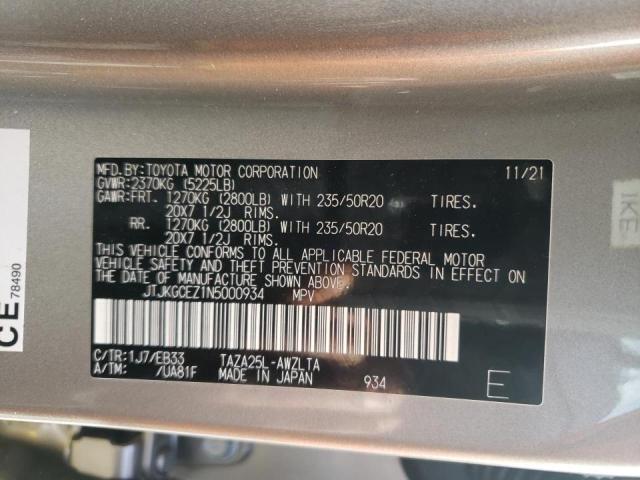 MFD.BY:TOYOTA MOTOR CORPORATION 11/21
GVWR:2370KG (5225LB)
GAWR:FRT. 1270KG (2800LB) WITH 235/50R20 TIRES.
20X7 1/2J RIMS.
RR. 1270KG (2800LB) WITH 235/50R20 TIRES.
20X7 1/2J RIMS.
THIS VEHICLE CONFORMS TO ALL APPLICABLE FEDERAL MOTOR
VEHICLE SAFETY AND THEFT PREVENTION STANDARDS IN EFFECT ON
THE DATE OF MANUFACTURE SHOWN ABOVE.
JTJKGCEZ1N5000934 MPV
C/TR:1J7/EB33 TAZA25L-AWZLTA
A/TM: /UA81F MADE IN JAPAN 934
E
CE 78490